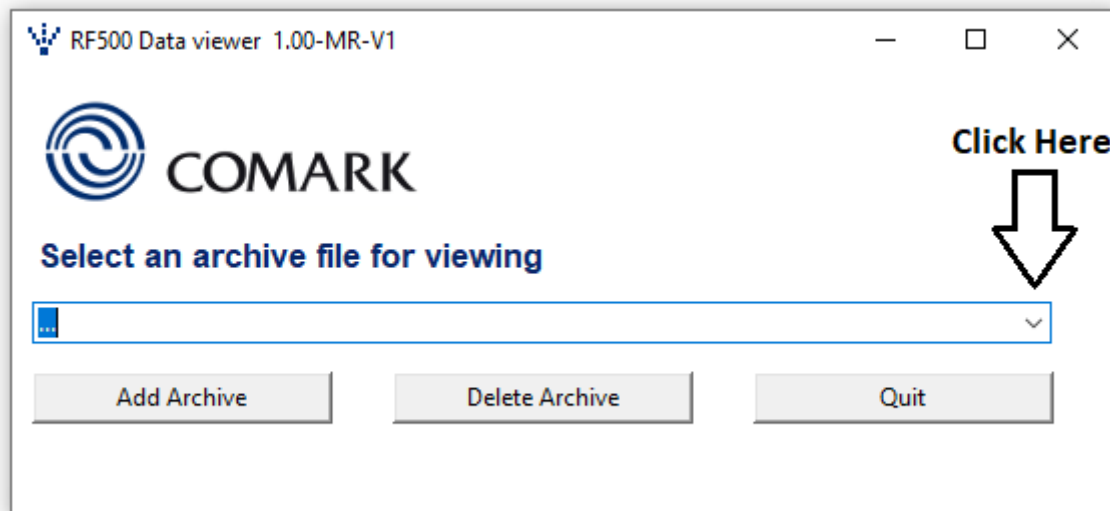 RF500 Data viewer 1.00-MR-V1
COMARK
Click Here
Select an archive file for viewing
...
Add Archive Delete Archive Quit